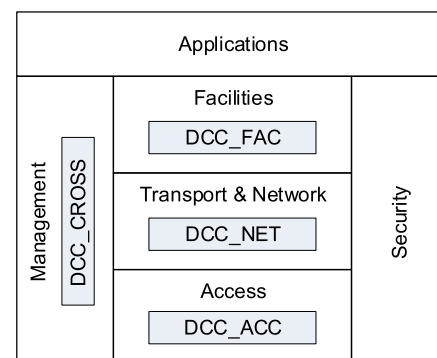 Applications
Facilities
DCC_FAC
Management
DCC_CROSS
Transport & Network
DCC_NET
Security
Access
DCC_ACC